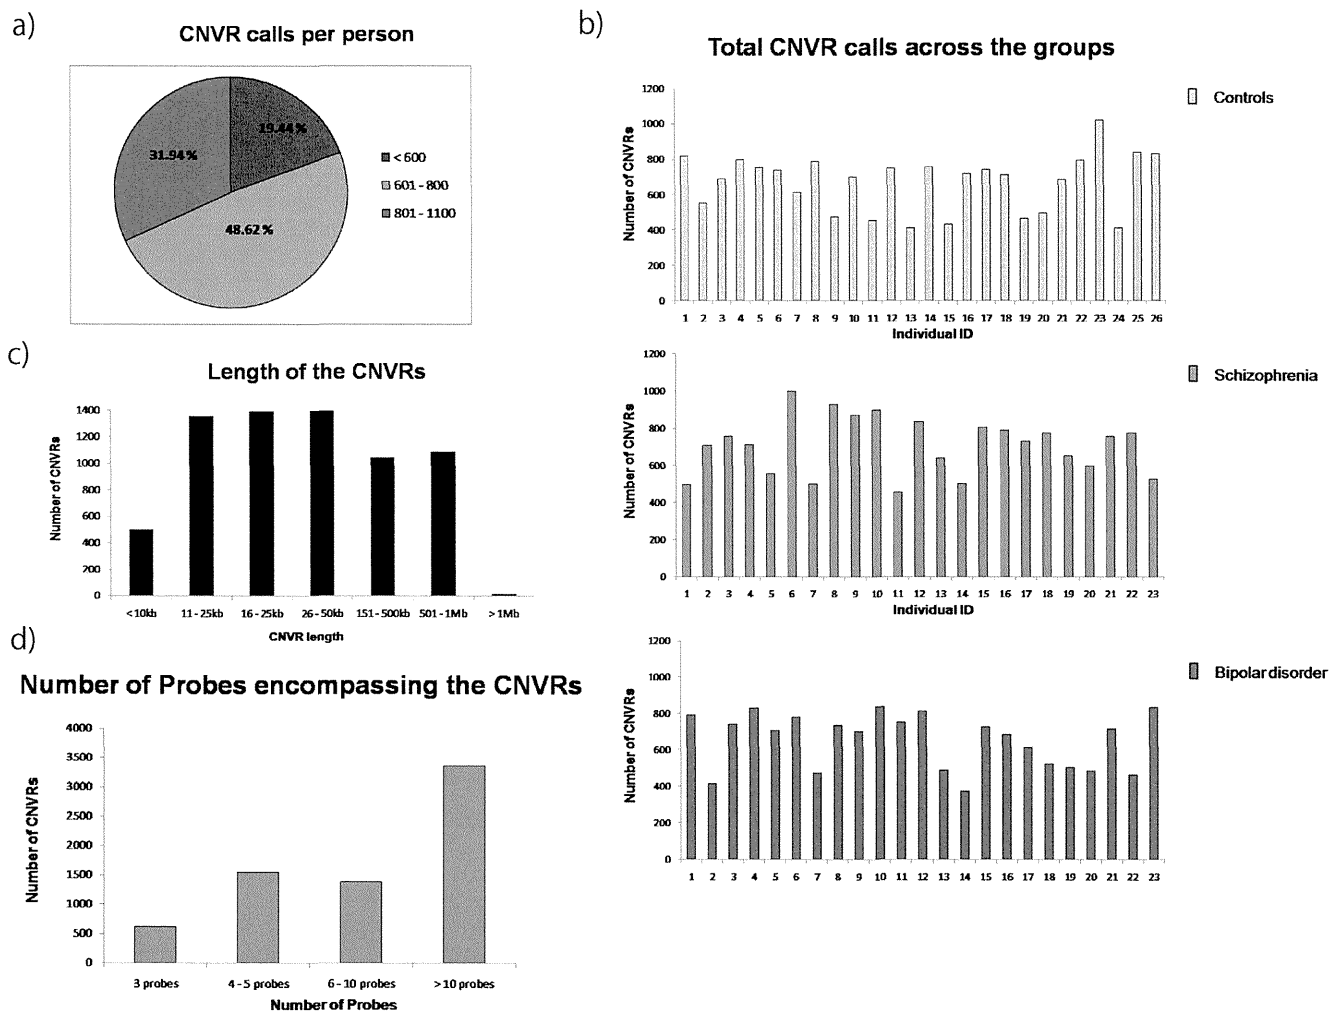 a)
CNVR calls per person
19.44 %
31.94 %
48.62 %
< 600
601 - 800
801 - 1100
b)
Total CNVR calls across the groups
Controls
Number of CNVRs
1200
1000
800
600
400
200
0
1 2 3 4 5 6 7 8 9 10 11 12 13 14 15 16 17 18 19 20 21 22 23 24 25 26
Individual ID
Schizophrenia
Number of CNVRs
1200
1000
800
600
400
200
0
1 2 3 4 5 6 7 8 9 10 11 12 13 14 15 16 17 18 19 20 21 22 23
Individual ID
Bipolar disorder
Number of CNVRs
1200
1000
800
600
400
200
0
1 2 3 4 5 6 7 8 9 10 11 12 13 14 15 16 17 18 19 20 21 22 23
c)
Length of the CNVRs
Number of CNVRs
1400
1200
1000
800
600
400
200
0
<10kb 11 - 25kb 16 - 25kb 26 - 50kb 151 - 500kb 501 - 1Mb > 1Mb
CNVR length
d)
Number of Probes encompassing the CNVRs
Number of CNVRs
4000
3500
3000
2500
2000
1500
1000
500
0
3 probes 4 - 5 probes 6 - 10 probes >10 probes
Number of Probes